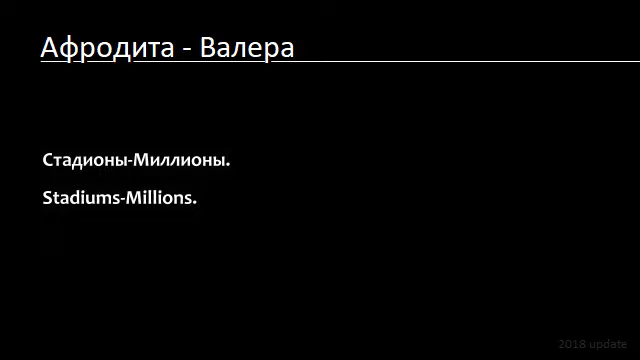 Афродита - Валера
Стадионы-Миллионы.
Stadiums-Millions.
2018 update